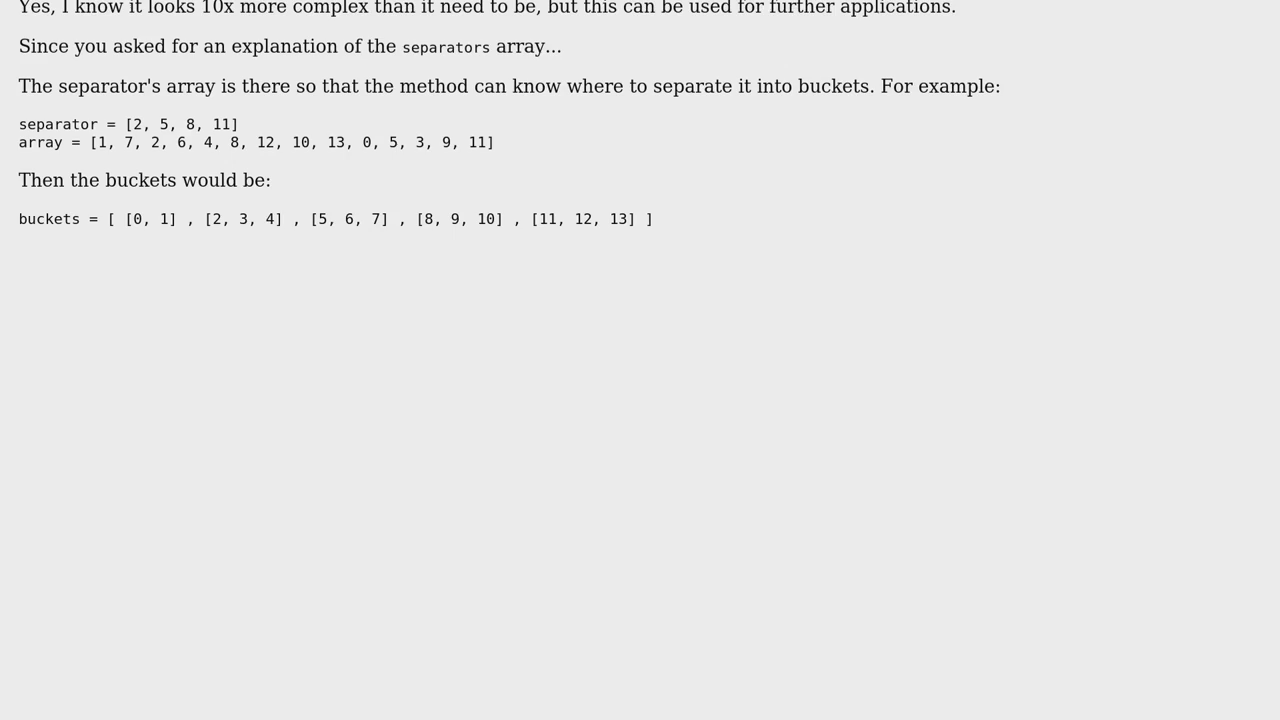 Yes, I know it looks 10x more complex than it need to be, but this can be used for further applications.
Since you asked for an explanation of the separators array...
The separator's array is there so that the method can know where to separate it into buckets. For example:
separator = [2, 5, 8, 11]
array = [1, 7, 2, 6, 4, 8, 12, 10, 13, 0, 5, 3, 9, 11]
Then the buckets would be:
buckets = [ [0, 1] , [2, 3, 4] , [5, 6, 7] , [8, 9, 10] , [11, 12, 13] ]